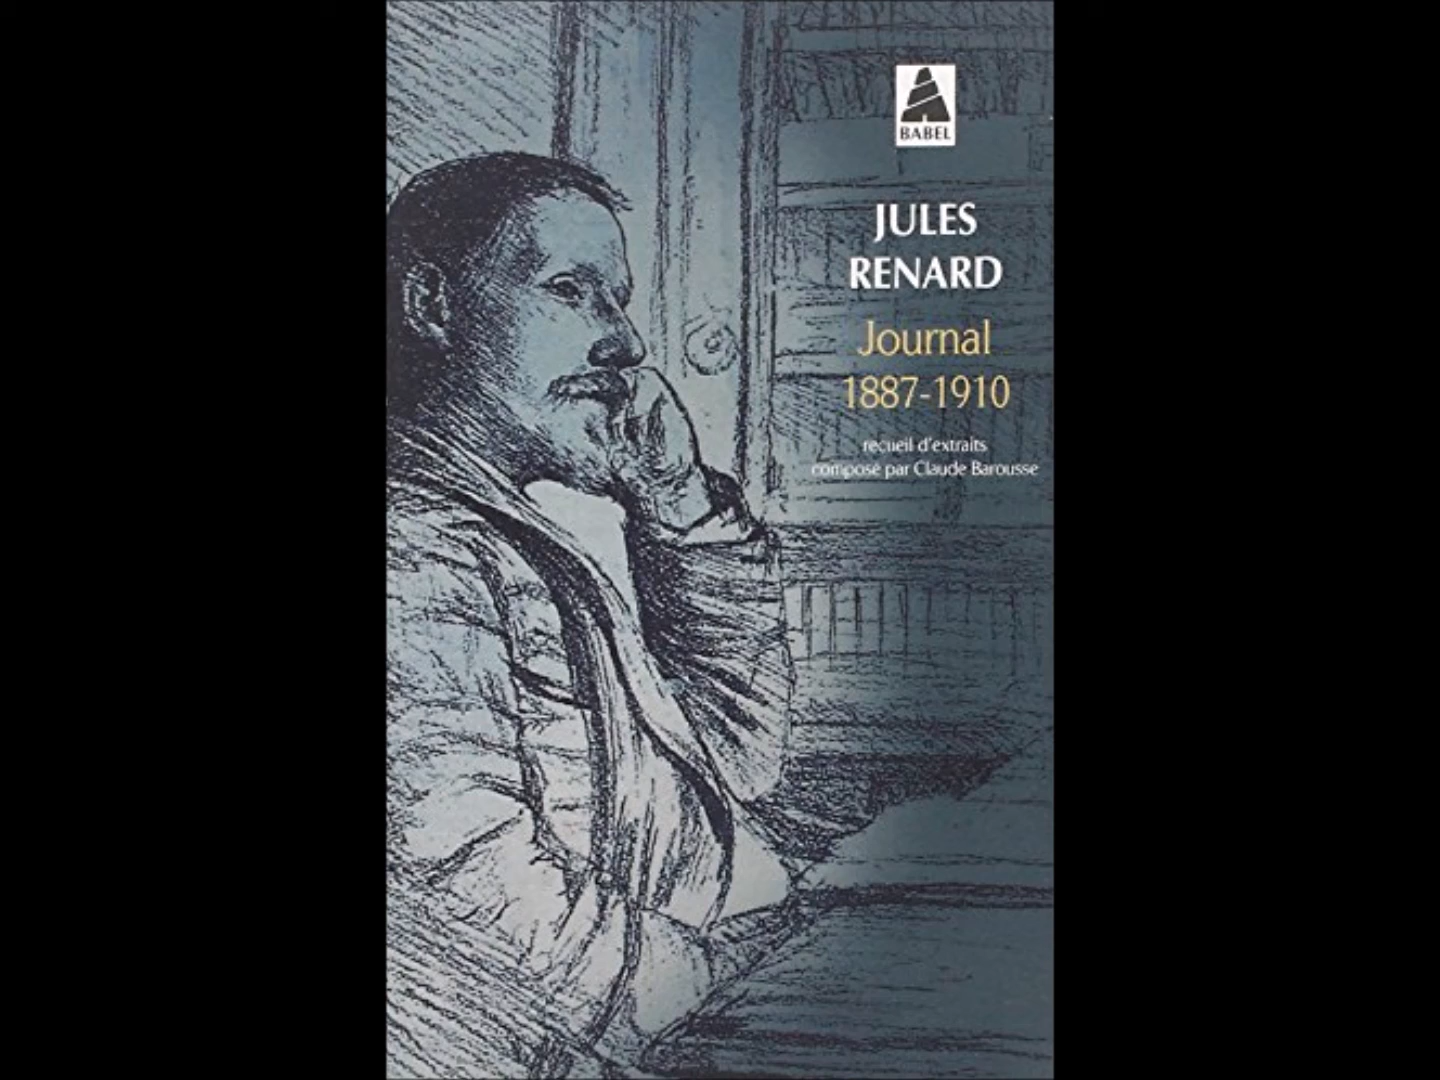 BABEL
JULES
RENARD
Journal
1887-1910
recueil d'extraits
composé par Claude Barousse